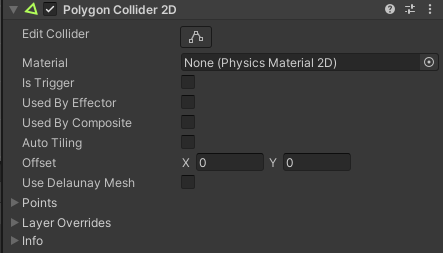 Polygon Collider 2D
Edit Collider
Material None (Physics Material 2D)
Is Trigger
Used By Effector
Used By Composite
Auto Tiling
Offset X 0 Y 0
Use Delaunay Mesh
Points
Layer Overrides
Info